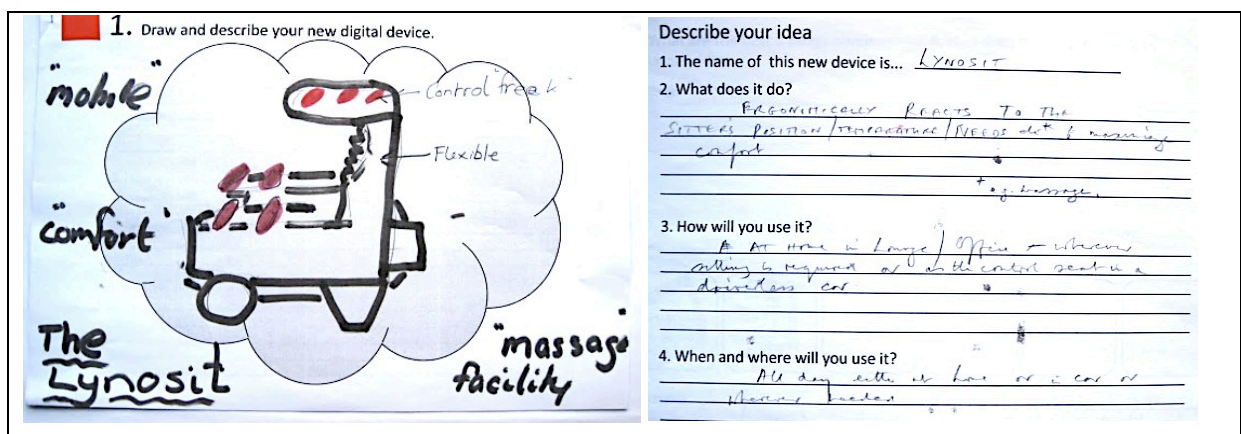 1. Draw and describe your new digital device.
"mobile"
Control "freak"
Flexible
"comfort"
The
Lynosit
"massage"
facility
Describe your idea
1. The name of this new device is... LYNOSIT
2. What does it do?
ERGONIMICALLY REACTS TO THE
SITTER'S POSITION/TEMPERATURE/NEEDS
comfort
e.g. massage.
3. How will you use it?
At Home in Lounge/Office + wherever
sitting is required or as the control seat in a
driverless car
4. When and where will you use it?
All day either at home or in car or
wherever needed